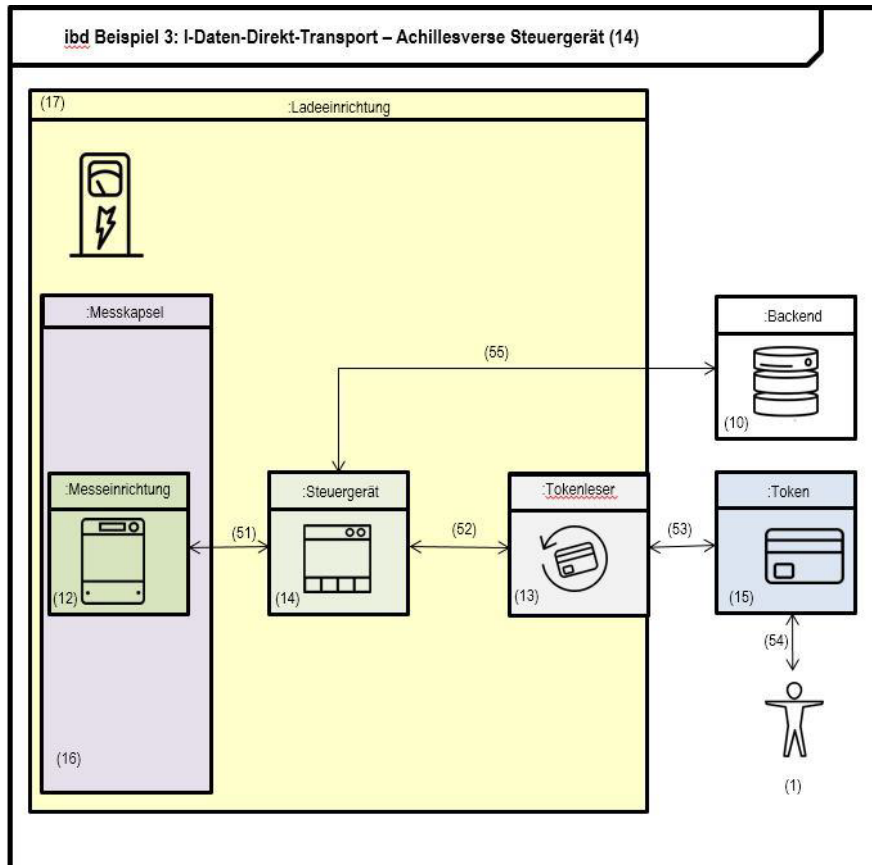 ibd Beispiel 3: I-Daten-Direkt-Transport – Achillesverse Steuergerät (14)
(17) :Ladeeinrichtung
:Messkapsel
:Backend
(55)
(10)
:Messeinrichtung
:Steuergerät
:Tokenleser
:Token
(51)
(52)
(53)
(12)
(14)
(13)
(15)
(54)
(16)
(1)